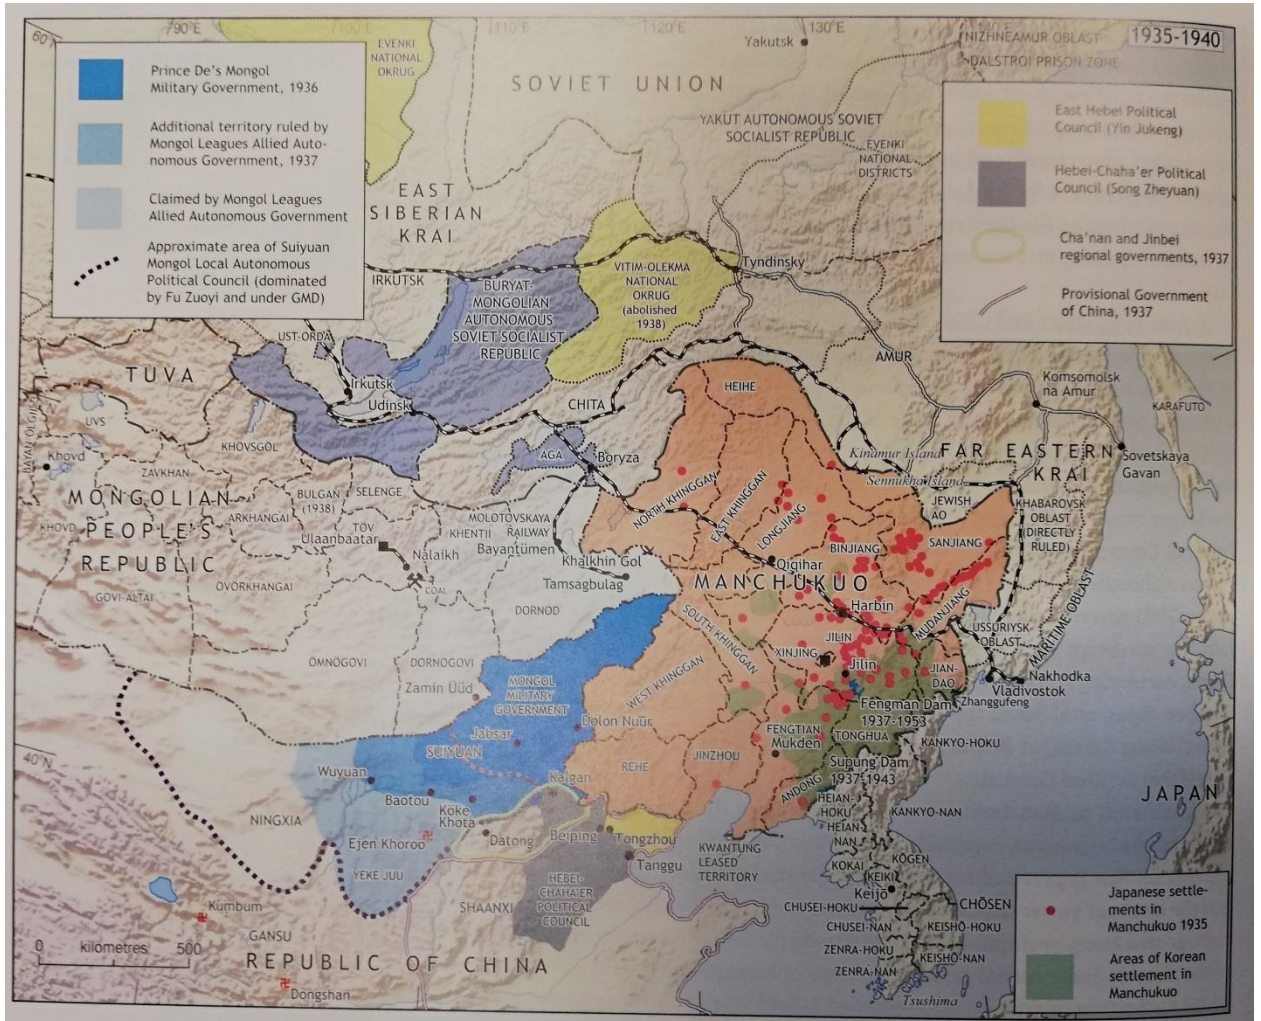 60°
90°E
100°E
110°E
120°E
130°E
140°E
1935-1940
Prince De's Mongol
Military Government, 1936
Additional territory ruled by
Mongol Leagues Allied Auto-
nomous Government, 1937
Claimed by Mongol Leagues
Allied Autonomous Government
Approximate area of Suiyuan
Mongol Local Autonomous
Political Council (dominated
by Fu Zuoyi and under GMD)
East Hebei Political
Council (Yin Jukeng)
Hebei-Chaha'er Political
Council (Song Zheyuan)
Cha'nan and Jinbei
regional governments, 1937
Provisional Government
of China, 1937
EVENKI
NATIONAL
OKRUG
SOVIET UNION
Yakutsk
NIZHNEAMUR OBLAST
DALSTROI PRISON ZONE
YAKUT AUTONOMOUS SOVIET
SOCIALIST REPUBLIC
EVENKI
NATIONAL
DISTRICTS
EAST
SIBERIAN
KRAI
IRKUTSK
BURYAT-
MONGOLIAN
AUTONOMOUS
SOVIET SOCIALIST
REPUBLIC
VITIM-OLEKMA
NATIONAL
OKRUG
(abolished
1938)
Tyndinsky
UST-ORDA
TUVA
Irkutsk
Udinsk
CHITA
AMUR
HEIHE
Komsomolsk
na Amur
KARAFUTO
UVS
BAYAN ÖLGII
Khovd
KHÖVSGÖL
ZAVKHAN
AGA
Boryza
Kinamur Island
Sennukha Island
FAR EASTERN
KRAI
Sovetskaya
Gavan
JEWISH
AO
KHABAROVSK
OBLAST
(DIRECTLY
RULED)
MONGOLIAN
PEOPLE'S
REPUBLIC
KHOVD
BULGAN
(1938)
SELENGE
ARKHANGAI
TÖV
Ulaanbaatar
Nalaikh
COAL
KHENTII
MOLOTOVSKAYA
RAILWAY
Bayantümen
Khalkhin Gol
Tamsagbulag
NORTH KHINGGAN
EAST KHINGGAN
LONGJIANG
BINJIANG
SANJIANG
Qiqihar
MANCHUKUO
Harbin
MUDANJIANG
USSURIYSK
OBLAST
MARITIME OBLAST
GOVI-ALTAI
ÖVÖRKHANGAI
DORNOD
ÖMNÖGOVI
DORNOGOVI
Zamin Üüd
SOUTH KHINGGAN
WEST KHINGGAN
JILIN
XINJING
Jilin
JIAN-
DAO
Nakhodka
Vladivostok
Zhanggufeng
Fengman Dam
1937-1953
MONGOL
MILITARY
GOVERNMENT
Dolon Nuür
Jabsar
SUIYUAN
FENGTIAN
Mukden
TONGHUA
KANKYO-HOKU
REHE
JINZHOU
Supung Dam
1937-1943
ANDONG
40°N
Wuyuan
Baotou
Kalgan
Köke
Khota
NINGXIA
Ejen Khoroo
Datong
Beiping
Tongzhou
Tanggu
KWANTUNG
LEASED
TERRITORY
HEIAN-
HOKU
HEIAN-
NAN
KANKYO-NAN
JAPAN
YEKE JUU
HEBEI-
CHAHA'ER
POLITICAL
COUNCIL
SHAANXI
KOKAI
KŌGEN
KEIKI
Keijo
CHUSEI-HOKU
CHŌSEN
CHUSEI-NAN
KEISHŌ-HOKU
ZENRA-HOKU
KEISHŌ-NAN
ZENRA-NAN
Tsushima
Kumbum
GANSU
REPUBLIC OF CHINA
Dongshan
0 kilometres 500
Japanese settle-
ments in
Manchukuo 1935
Areas of Korean
settlement in
Manchukuo